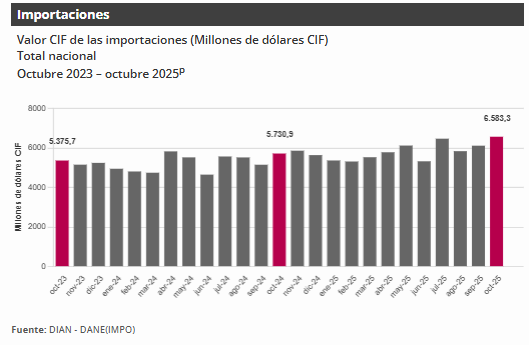 Importaciones
Valor CIF de las importaciones (Millones de dólares CIF)
Total nacional
Octubre 2023 – octubre 2025p
8000
6000
4000
2000
0
Millones de dólares CIF
5.375,7
5.730,9
6.583,3
oct-23
nov-23
dic-23
ene-24
feb-24
mar-24
abr-24
may-24
jun-24
jul-24
ago-24
sep-24
oct-24
nov-24
dic-24
ene-25
feb-25
mar-25
abr-25
may-25
jun-25
jul-25
ago-25
sep-25
oct-25
Fuente: DIAN - DANE(IMPO)